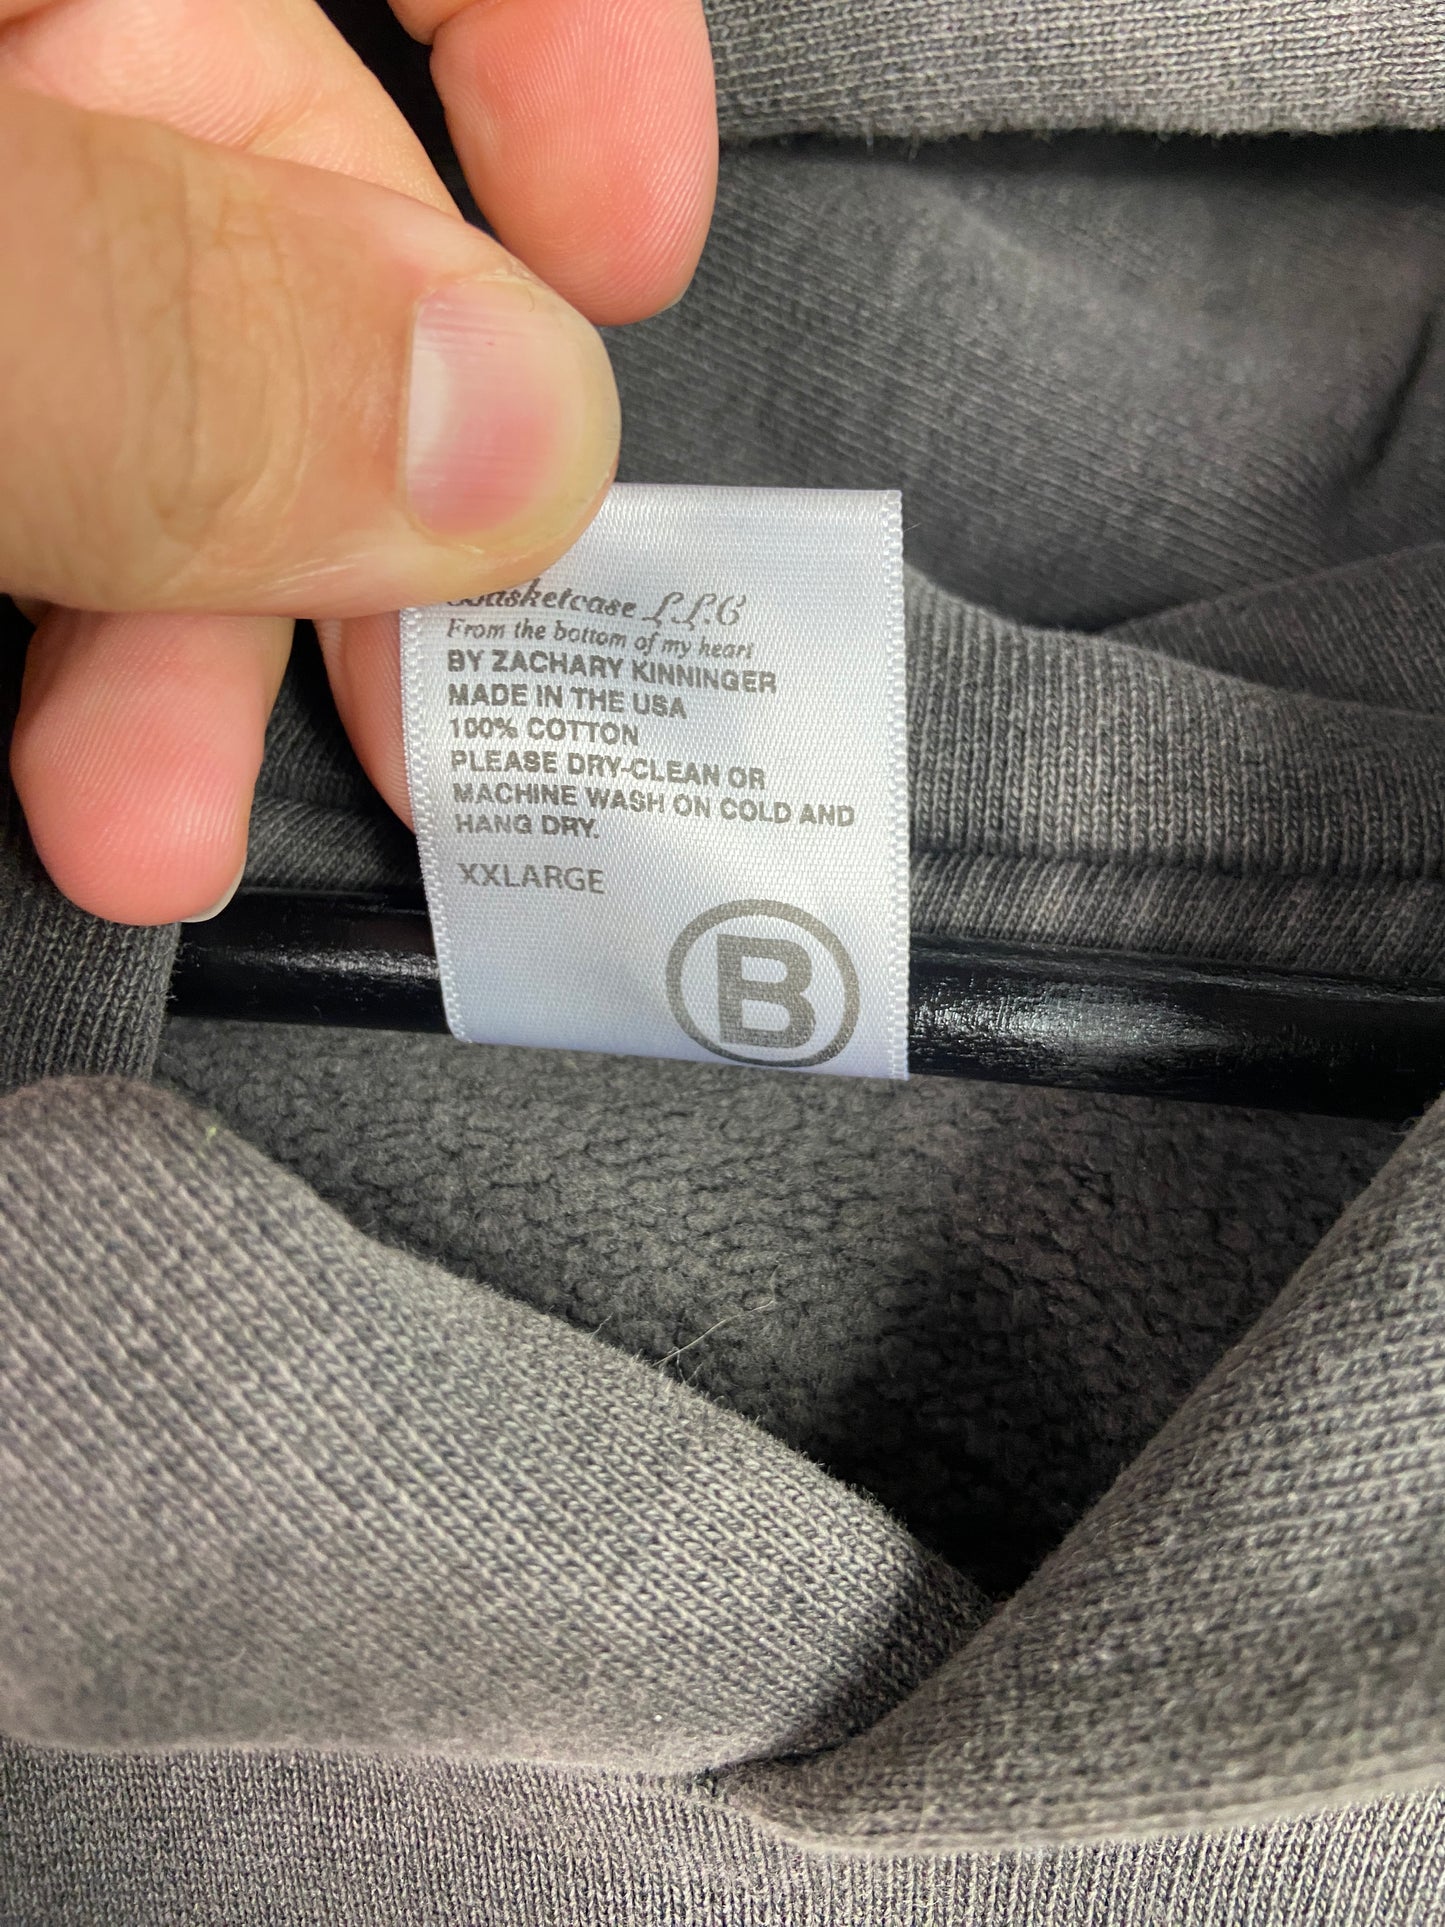 Basketcase LLC
From the bottom of my heart
BY ZACHARY KINNINGER
MADE IN THE USA
100% COTTON
PLEASE DRY-CLEAN OR
MACHINE WASH ON COLD AND
HANG DRY.
XXLARGE
B